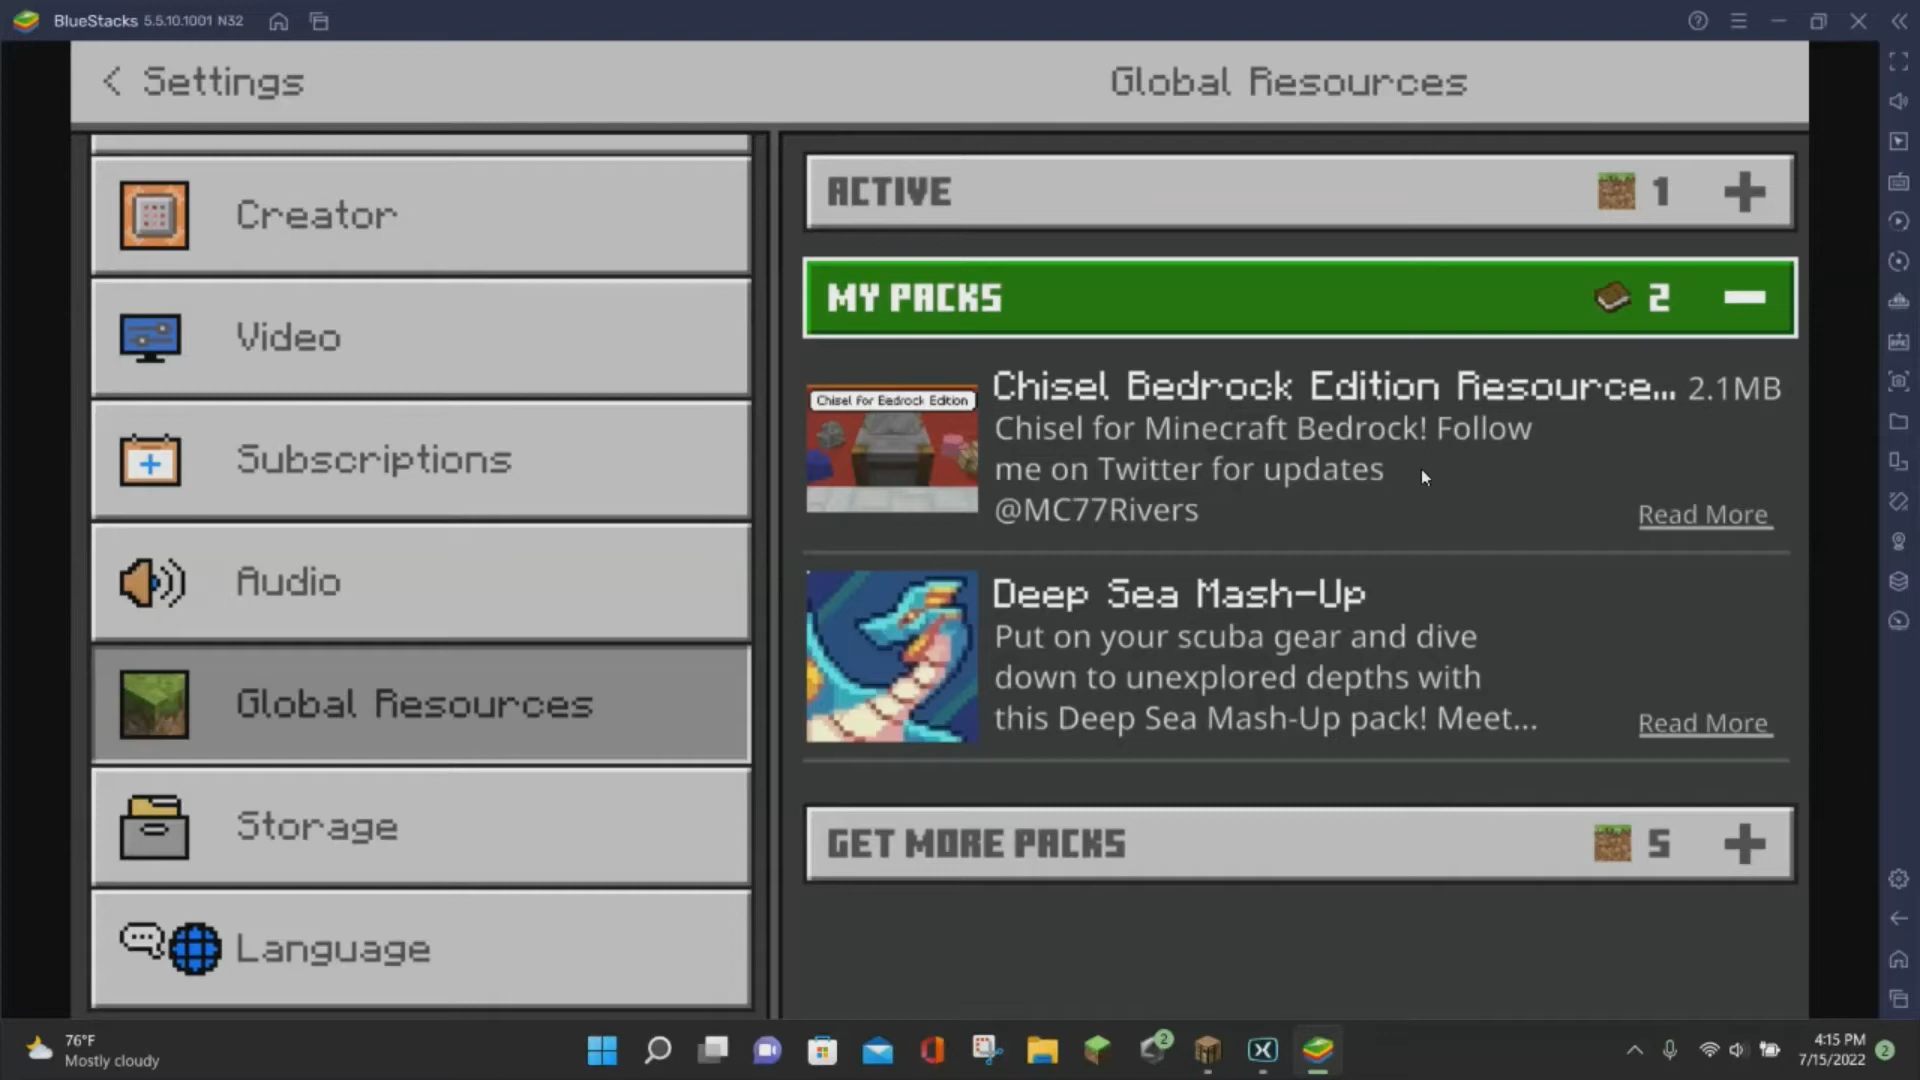 BlueStacks 5.5.10.1001 N32
Settings
Global Resources
Creator
Video
Subscriptions
Audio
Global Resources
Storage
Language
ACTIVE 1
MY PACKS 2
Chisel for Bedrock Edition
Chisel Bedrock Edition Resource... 2.1MB
Chisel for Minecraft Bedrock! Follow
me on Twitter for updates
@MC77Rivers
Read More
Deep Sea Mash-Up
Put on your scuba gear and dive
down to unexplored depths with
this Deep Sea Mash-Up pack! Meet...
Read More
GET MORE PACKS 5
76°F
Mostly cloudy
2
4:15 PM
7/15/2022
2